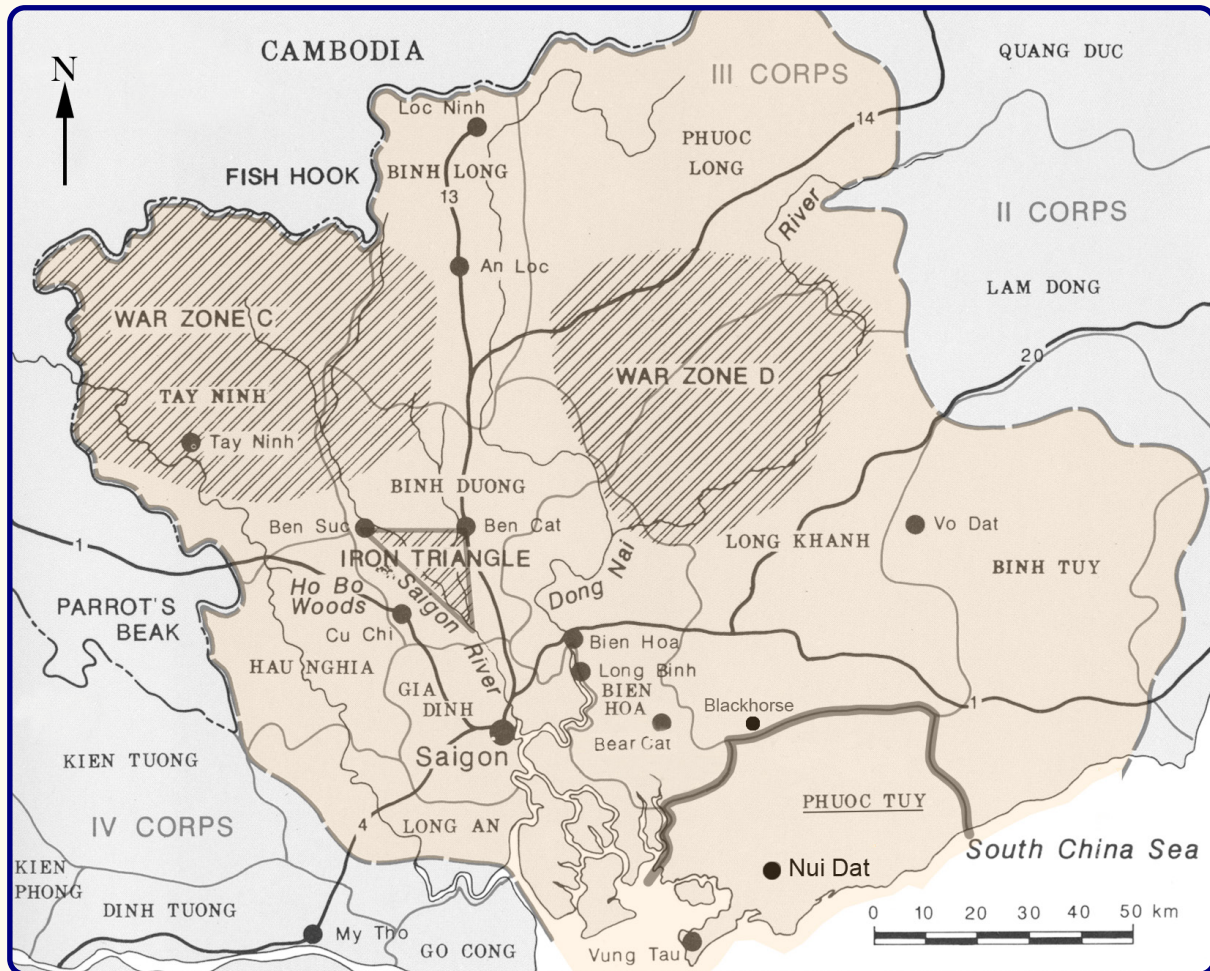 CAMBODIA
QUANG DUC
N
III CORPS
Loc Ninh
14
PHUOC
LONG
FISH HOOK
BINH LONG
13
River
II CORPS
An Loc
LAM DONG
WAR ZONE C
20
WAR ZONE D
TAY NINH
Tay Ninh
BINH DUONG
Ben Suc
Ben Cat
Vo Dat
1
LONG KHANH
IRON TRIANGLE
BINH TUY
Ho Bo
Woods
Saigon River
Dong Nai
PARROT'S
BEAK
Cu Chi
Bien Hoa
HAU NGHIA
Long Binh
GIA
DINH
BIEN
HOA
Blackhorse
1
Bear Cat
Saigon
KIEN TUONG
PHUOC TUY
IV CORPS
4
LONG AN
South China Sea
KIEN
PHONG
Nui Dat
DINH TUONG
0 10 20 30 40 50 km
My Tho
GO CONG
Vung Tau